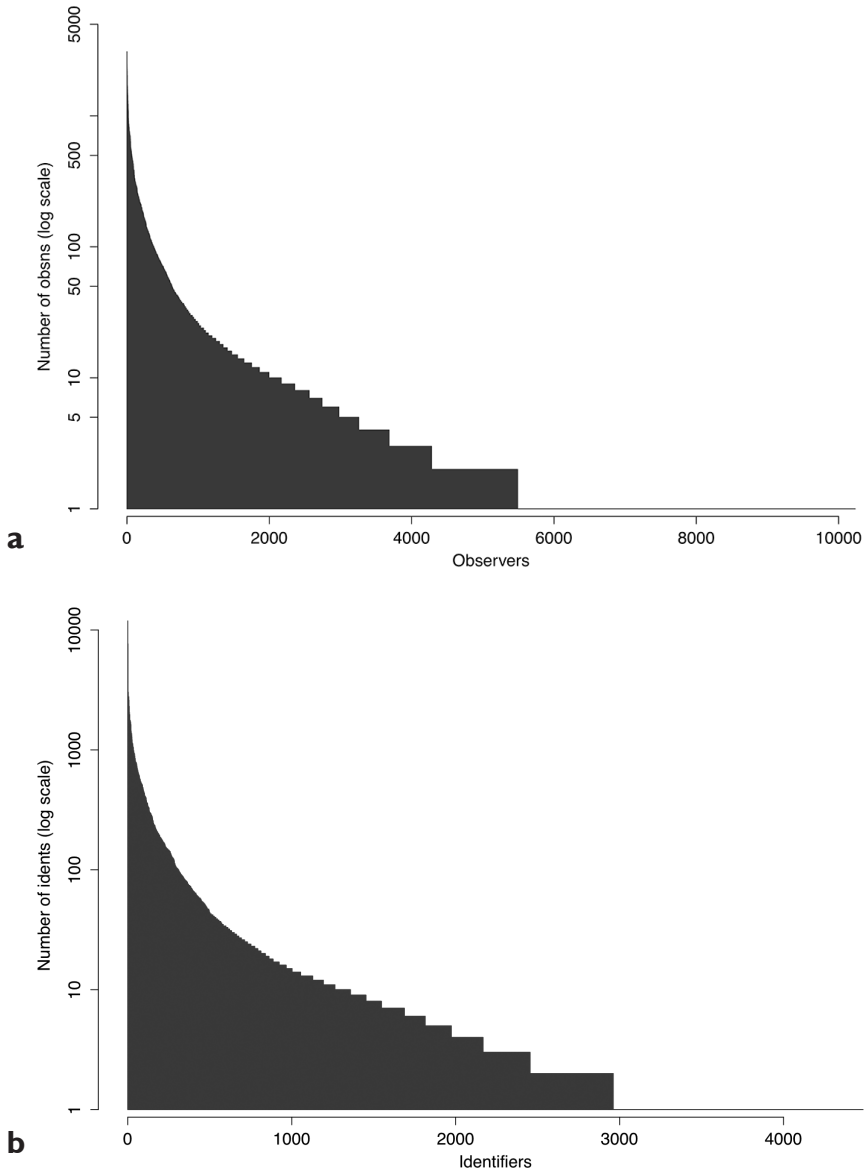 5000
500
100
50
10
5
1
Number of obsns (log scale)
0 2000 4000 6000 8000 10000
Observers
a
10000
1000
100
10
1
Number of idents (log scale)
0 1000 2000 3000 4000
Identifiers
b